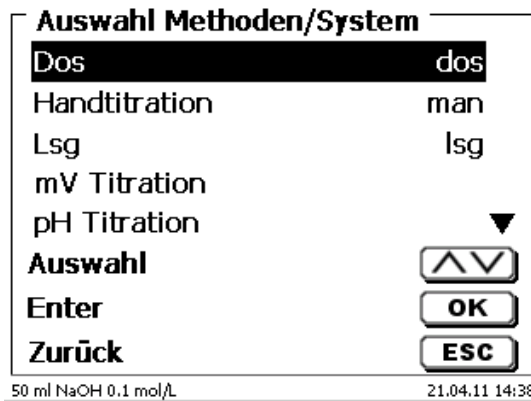 Auswahl Methoden/System
Dos dos
Handtitration man
Lsg lsg
mV Titration
pH Titration
Auswahl
Enter OK
Zurück ESC
50 ml NaOH 0.1 mol/L 21.04.11 14:38